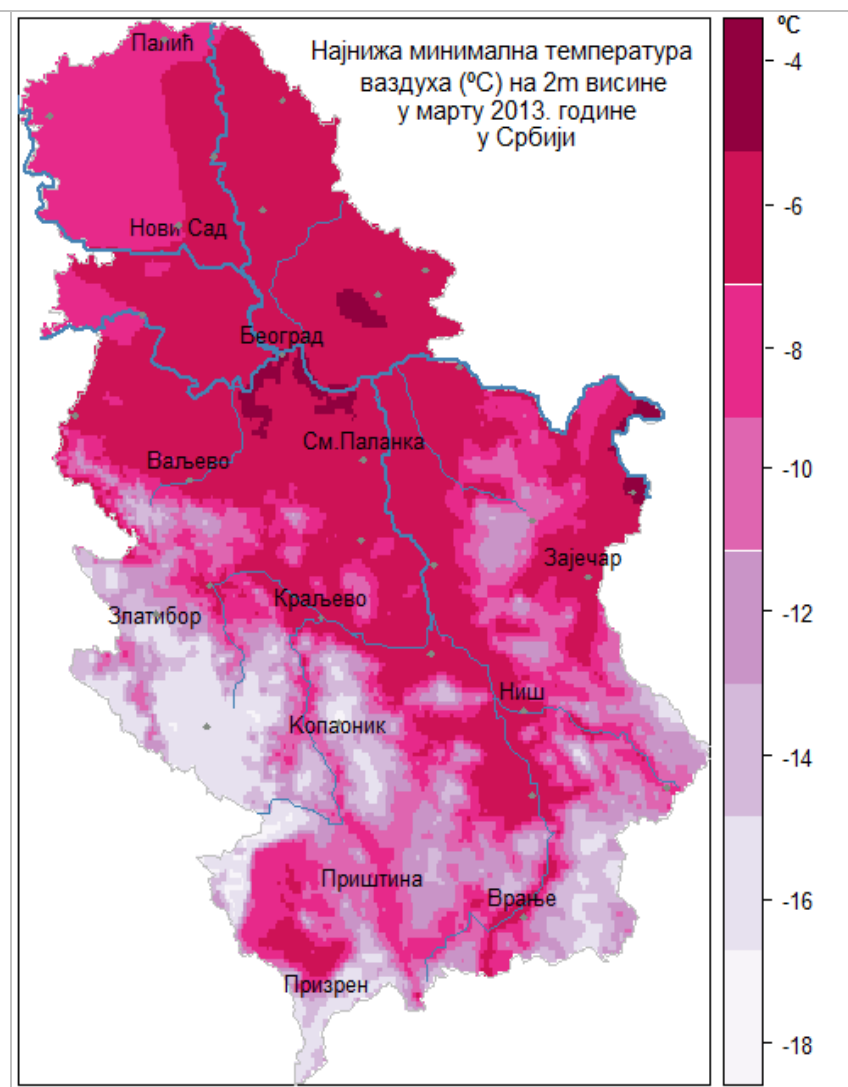 Најнижа минимална температура
ваздуха (ºC) на 2m висине
у марту 2013. године
у Србији
ºC
-4
-6
-8
-10
-12
-14
-16
-18
Палић
Нови Сад
Београд
См.Паланка
Ваљево
Зајечар
Краљево
Златибор
Ниш
Копаоник
Приштина
Врање
Призрен